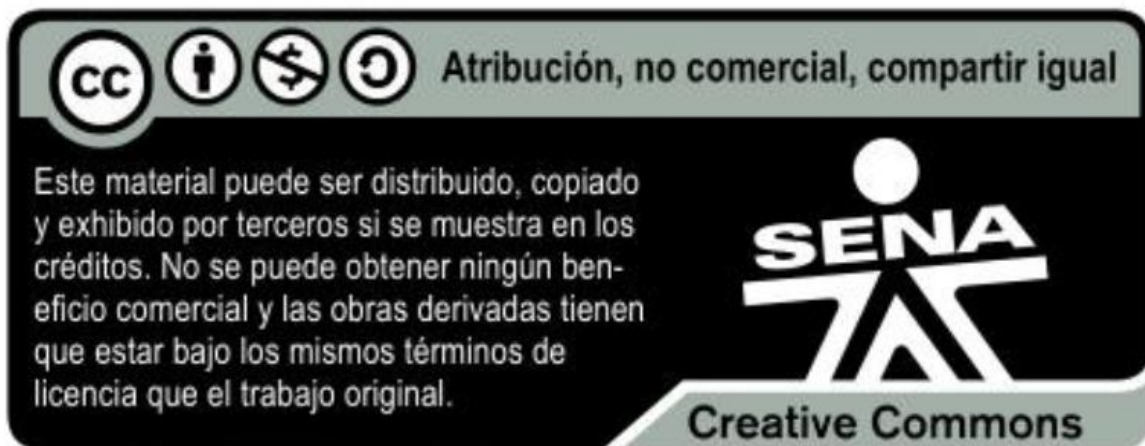 cc Atribución, no comercial, compartir igual
Este material puede ser distribuido, copiado
y exhibido por terceros si se muestra en los
créditos. No se puede obtener ningún ben-
eficio comercial y las obras derivadas tienen
que estar bajo los mismos términos de
licencia que el trabajo original.
SENA
Creative Commons